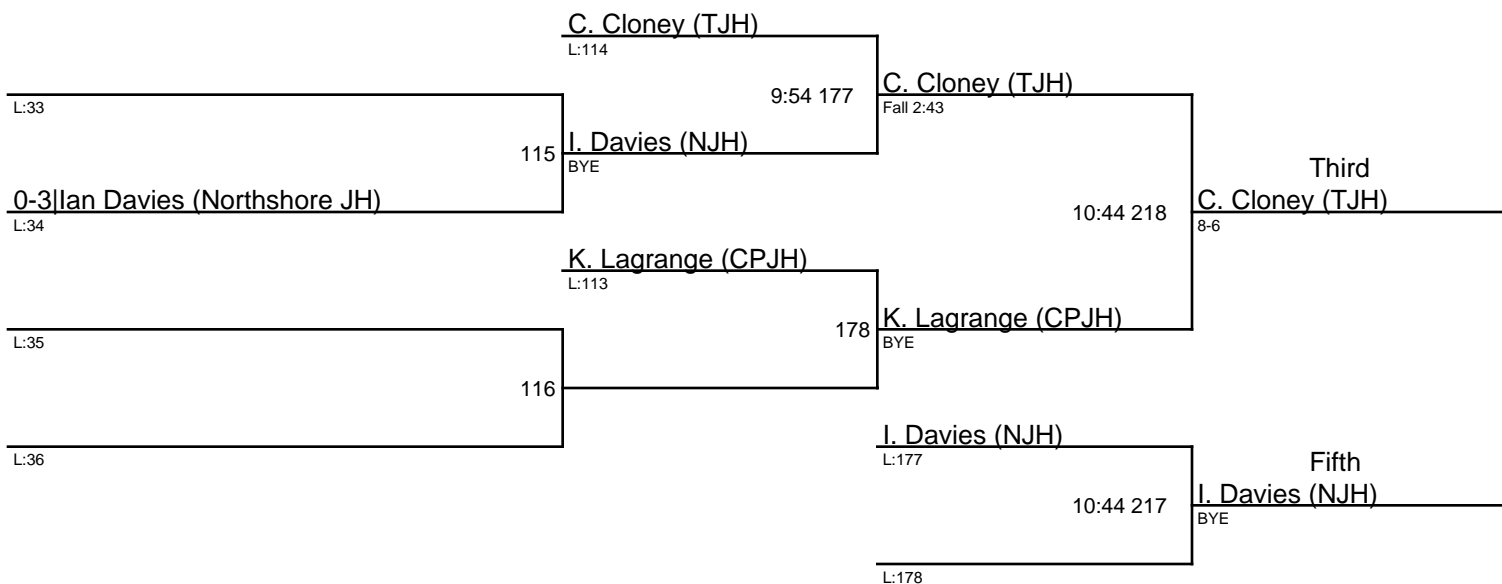 C. Cloney (TJH)
L:114
L:33
9:54 177
C. Cloney (TJH)
Fall 2:43
115
I. Davies (NJH)
BYE
0-3|Ian Davies (Northshore JH)
L:34
Third
10:44 218
C. Cloney (TJH)
8-6
K. Lagrange (CPJH)
L:113
L:35
178
K. Lagrange (CPJH)
BYE
116
L:36
I. Davies (NJH)
L:177
Fifth
10:44 217
I. Davies (NJH)
BYE
L:178